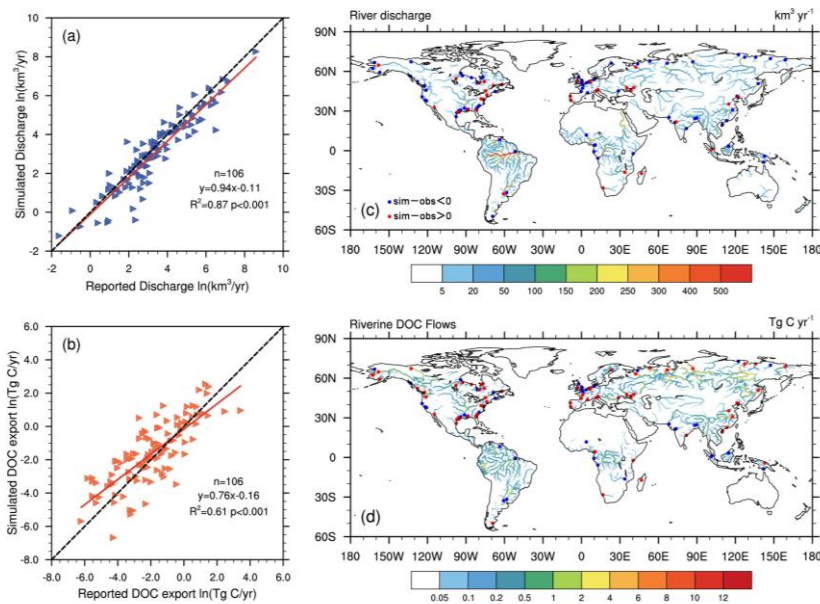 (a)
Simulated Discharge ln(km³/yr)
10
8
6
4
2
0
-2
n=106
y=0.94x-0.11
R²=0.87 p<0.001
-2 0 2 4 6 8 10
Reported Discharge ln(km³/yr)
River discharge km³ yr⁻¹
90N
60N
30N
0
30S
60S
sim−obs<0
sim−obs>0
(c)
180 150W 120W 90W 60W 30W 0 30E 60E 90E 120E 150E 180
5 20 50 100 150 200 250 300 400 500
(b)
Simulated DOC export ln(Tg C/yr)
6.0
4.0
2.0
0.0
-2.0
-4.0
-6.0
-8.0
n=106
y=0.76x-0.16
R²=0.61 p<0.001
-8.0 -6.0 -4.0 -2.0 0.0 2.0 4.0 6.0
Reported DOC export ln(Tg C/yr)
Riverine DOC Flows Tg C yr⁻¹
90N
60N
30N
0
30S
60S
(d)
180 150W 120W 90W 60W 30W 0 30E 60E 90E 120E 150E 180
0.05 0.1 0.2 0.5 1 2 4 6 8 10 12